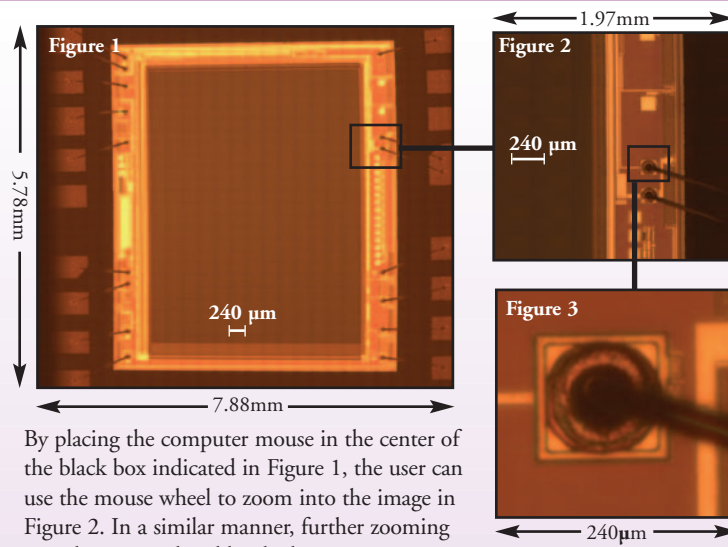 Figure 1
5.78mm
240 μm
7.88mm
1.97mm
Figure 2
240 μm
Figure 3
240μm
By placing the computer mouse in the center of
the black box indicated in Figure 1, the user can
use the mouse wheel to zoom into the image in
Figure 2. In a similar manner, further zooming